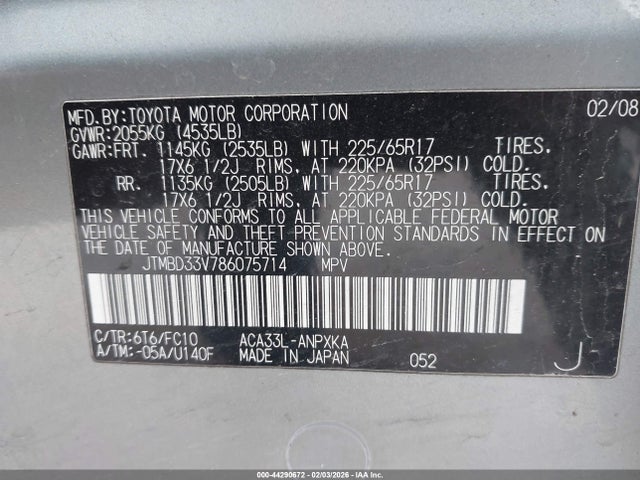 MFD.BY:TOYOTA MOTOR CORPORATION 02/08
GVWR:2055KG (4535LB)
GAWR:FRT. 1145KG (2535LB) WITH 225/65R17 TIRES.
17X6 1/2J RIMS, AT 220KPA (32PSI) COLD.
RR. 1135KG (2505LB) WITH 225/65R17 TIRES.
17X6 1/2J RIMS, AT 220KPA (32PSI) COLD.
THIS VEHICLE CONFORMS TO ALL APPLICABLE FEDERAL MOTOR
VEHICLE SAFETY AND BUMPER STANDARDS IN EFFECT ON
THE DATE OF MANUFACTURE SHOWN ABOVE.
JTMBD33V786075714 MPV
C/TR:6T6/FC10 ACA33L-ANPXKA
A/TM:-05A/U140F MADE IN JAPAN 052 J
000-44290672 - 02/03/2026 - IAAI.COM